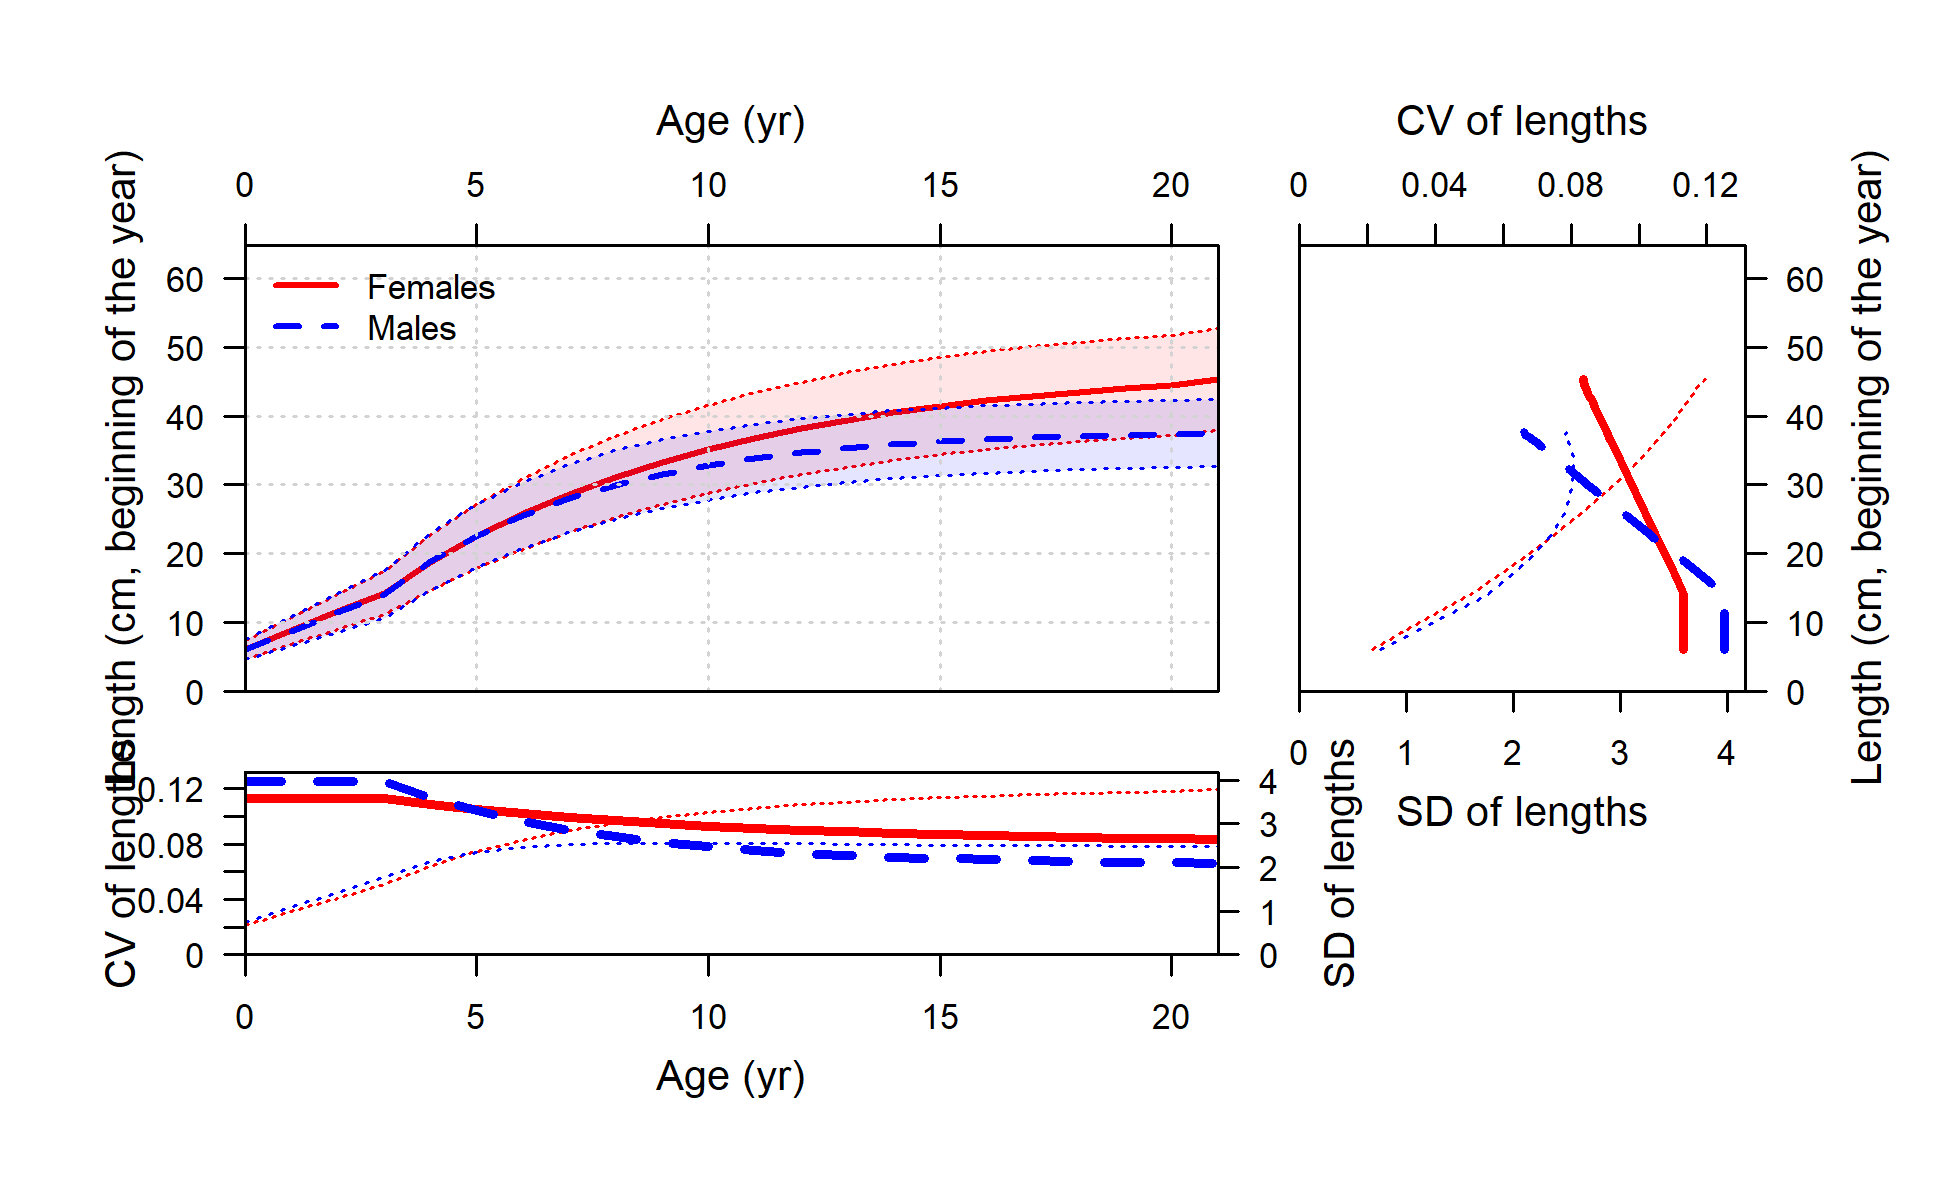 Age (yr)
CV of lengths
0 5 10 15 20
0 0.04 0.08 0.12
Length (cm, beginning of the year)
60
50
40
30
20
10
0
Females
Males
60
50
40
30
20
10
0
Length (cm, beginning of the year)
0 1 2 3 4
SD of lengths
CV of lengths
0.12
0.08
0.04
0
4
3
2
1
0
SD of lengths
0 5 10 15 20
Age (yr)